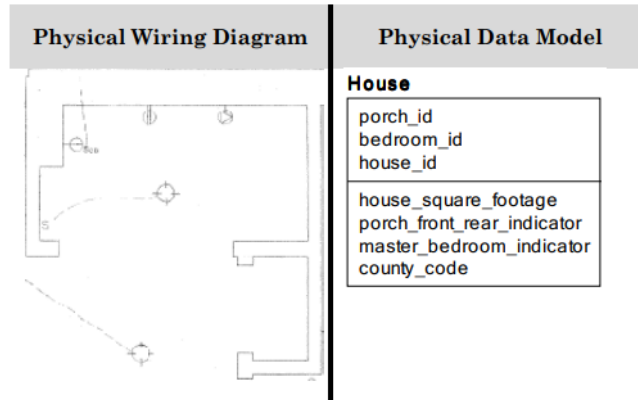 Physical Wiring Diagram
Physical Data Model
House
porch_id
bedroom_id
house_id
house_square_footage
porch_front_rear_indicator
master_bedroom_indicator
county_code
S